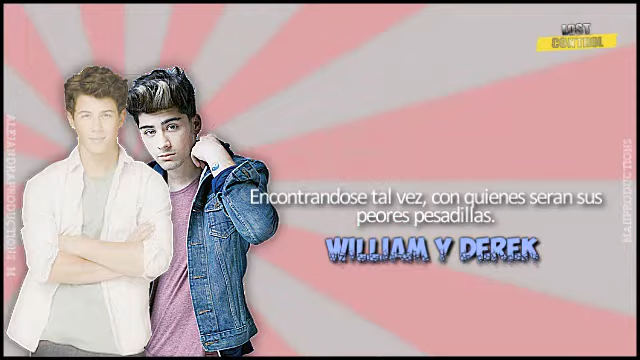 LOST
CONTROL
Encontrandose tal vez, con quienes seran sus
peores pesadillas.
WILLIAM Y DEREK